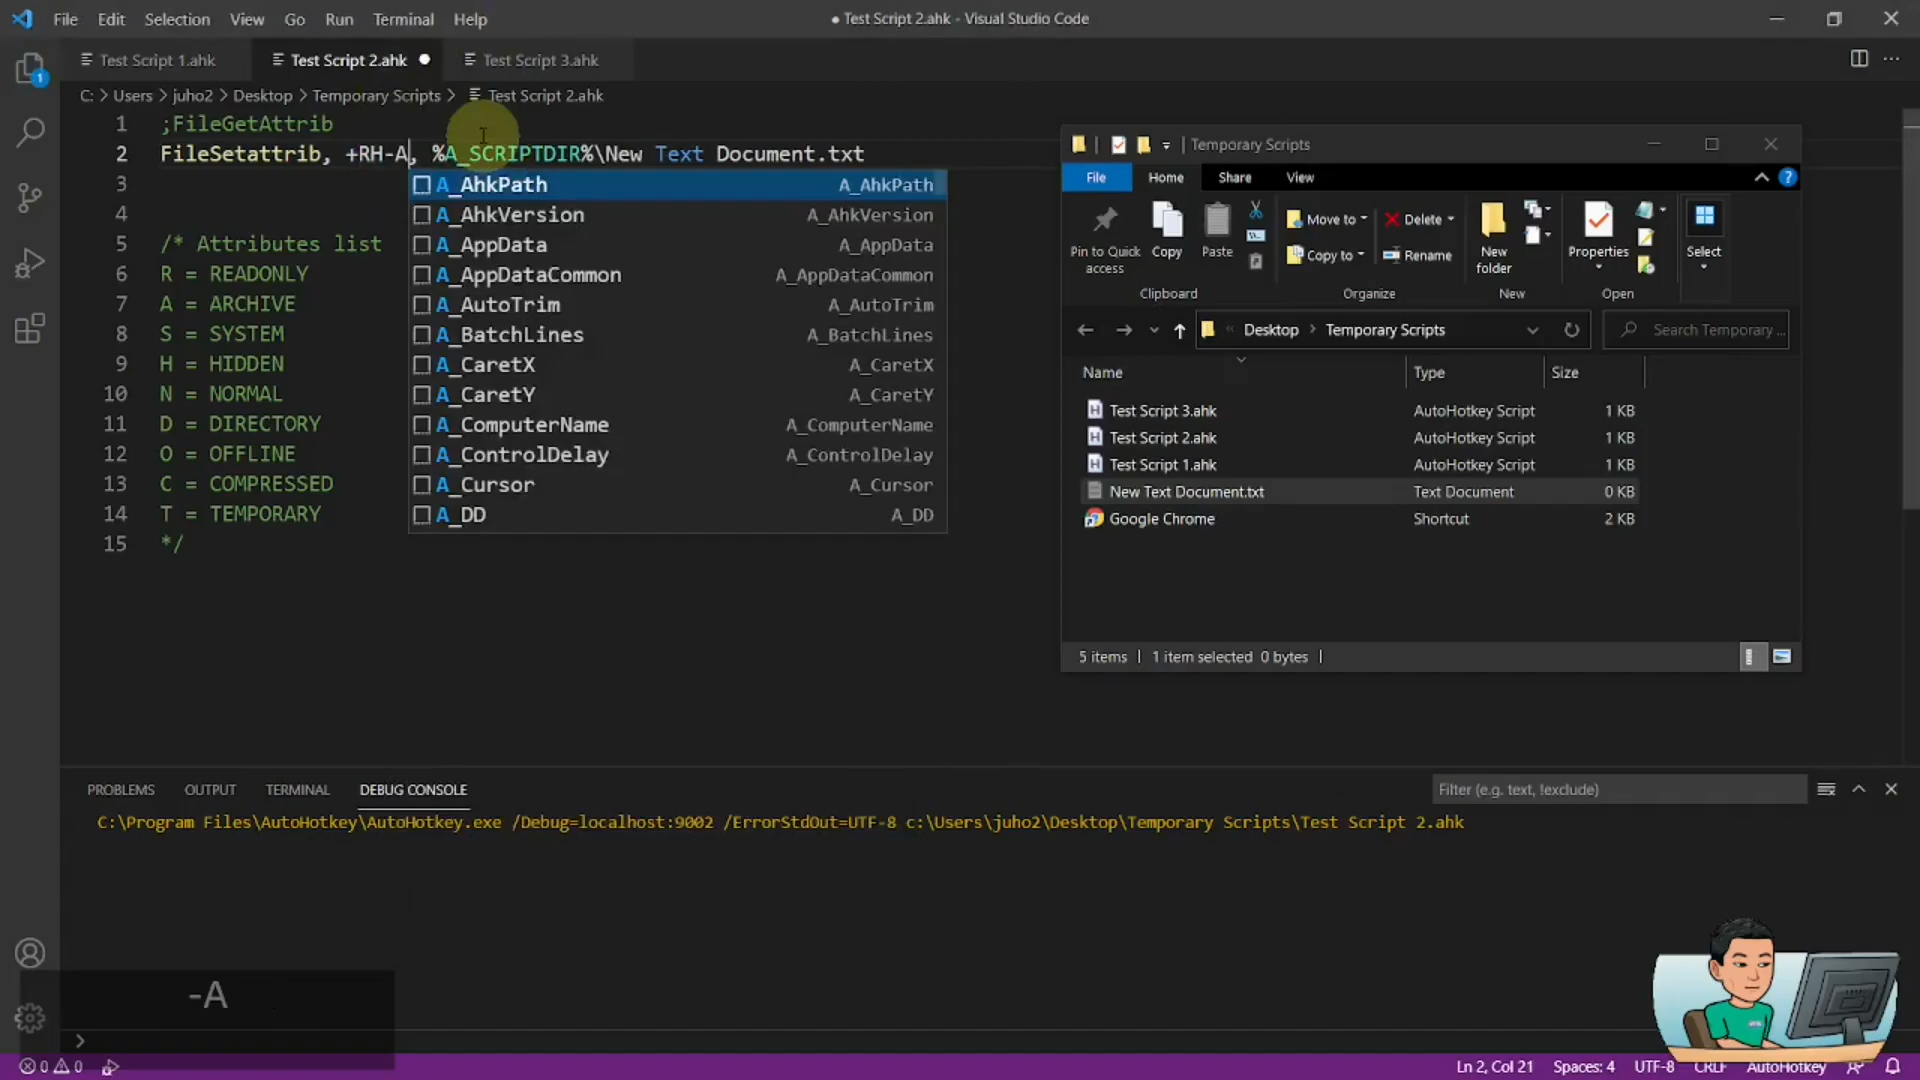 File Edit Selection View Go Run Terminal Help
● Test Script 2.ahk - Visual Studio Code
Test Script 1.ahk
Test Script 2.ahk
Test Script 3.ahk
C: > Users > juho2 > Desktop > Temporary Scripts > Test Script 2.ahk
1 ;FileGetAttrib
2 FileSetattrib, +RH-A, %A_SCRIPTDIR%\New Text Document.txt
3
4
5 /* Attributes list
6 R = READONLY
7 A = ARCHIVE
8 S = SYSTEM
9 H = HIDDEN
10 N = NORMAL
11 D = DIRECTORY
12 O = OFFLINE
13 C = COMPRESSED
14 T = TEMPORARY
15 */
A_AhkPath A_AhkPath
A_AhkVersion A_AhkVersion
A_AppData A_AppData
A_AppDataCommon A_AppDataCommon
A_AutoTrim A_AutoTrim
A_BatchLines A_BatchLines
A_CaretX A_CaretX
A_CaretY A_CaretY
A_ComputerName A_ComputerName
A_ControlDelay A_ControlDelay
A_Cursor A_Cursor
A_DD A_DD
Temporary Scripts
File Home Share View
Pin to Quick access
Copy
Paste
Move to
Copy to
Delete
Rename
New folder
Properties
Select
Clipboard Organize New Open
« Desktop > Temporary Scripts
Search Temporary ...
Name Type Size
Test Script 3.ahk AutoHotkey Script 1 KB
Test Script 2.ahk AutoHotkey Script 1 KB
Test Script 1.ahk AutoHotkey Script 1 KB
New Text Document.txt Text Document 0 KB
Google Chrome Shortcut 2 KB
5 items 1 item selected 0 bytes
PROBLEMS OUTPUT TERMINAL DEBUG CONSOLE
Filter (e.g. text, !exclude)
C:\Program Files\AutoHotkey\AutoHotkey.exe /Debug=localhost:9002 /ErrorStdOut=UTF-8 c:\Users\juho2\Desktop\Temporary Scripts\Test Script 2.ahk
-A
0 0
Ln 2, Col 21 Spaces: 4 UTF-8 CRLF AutoHotkey